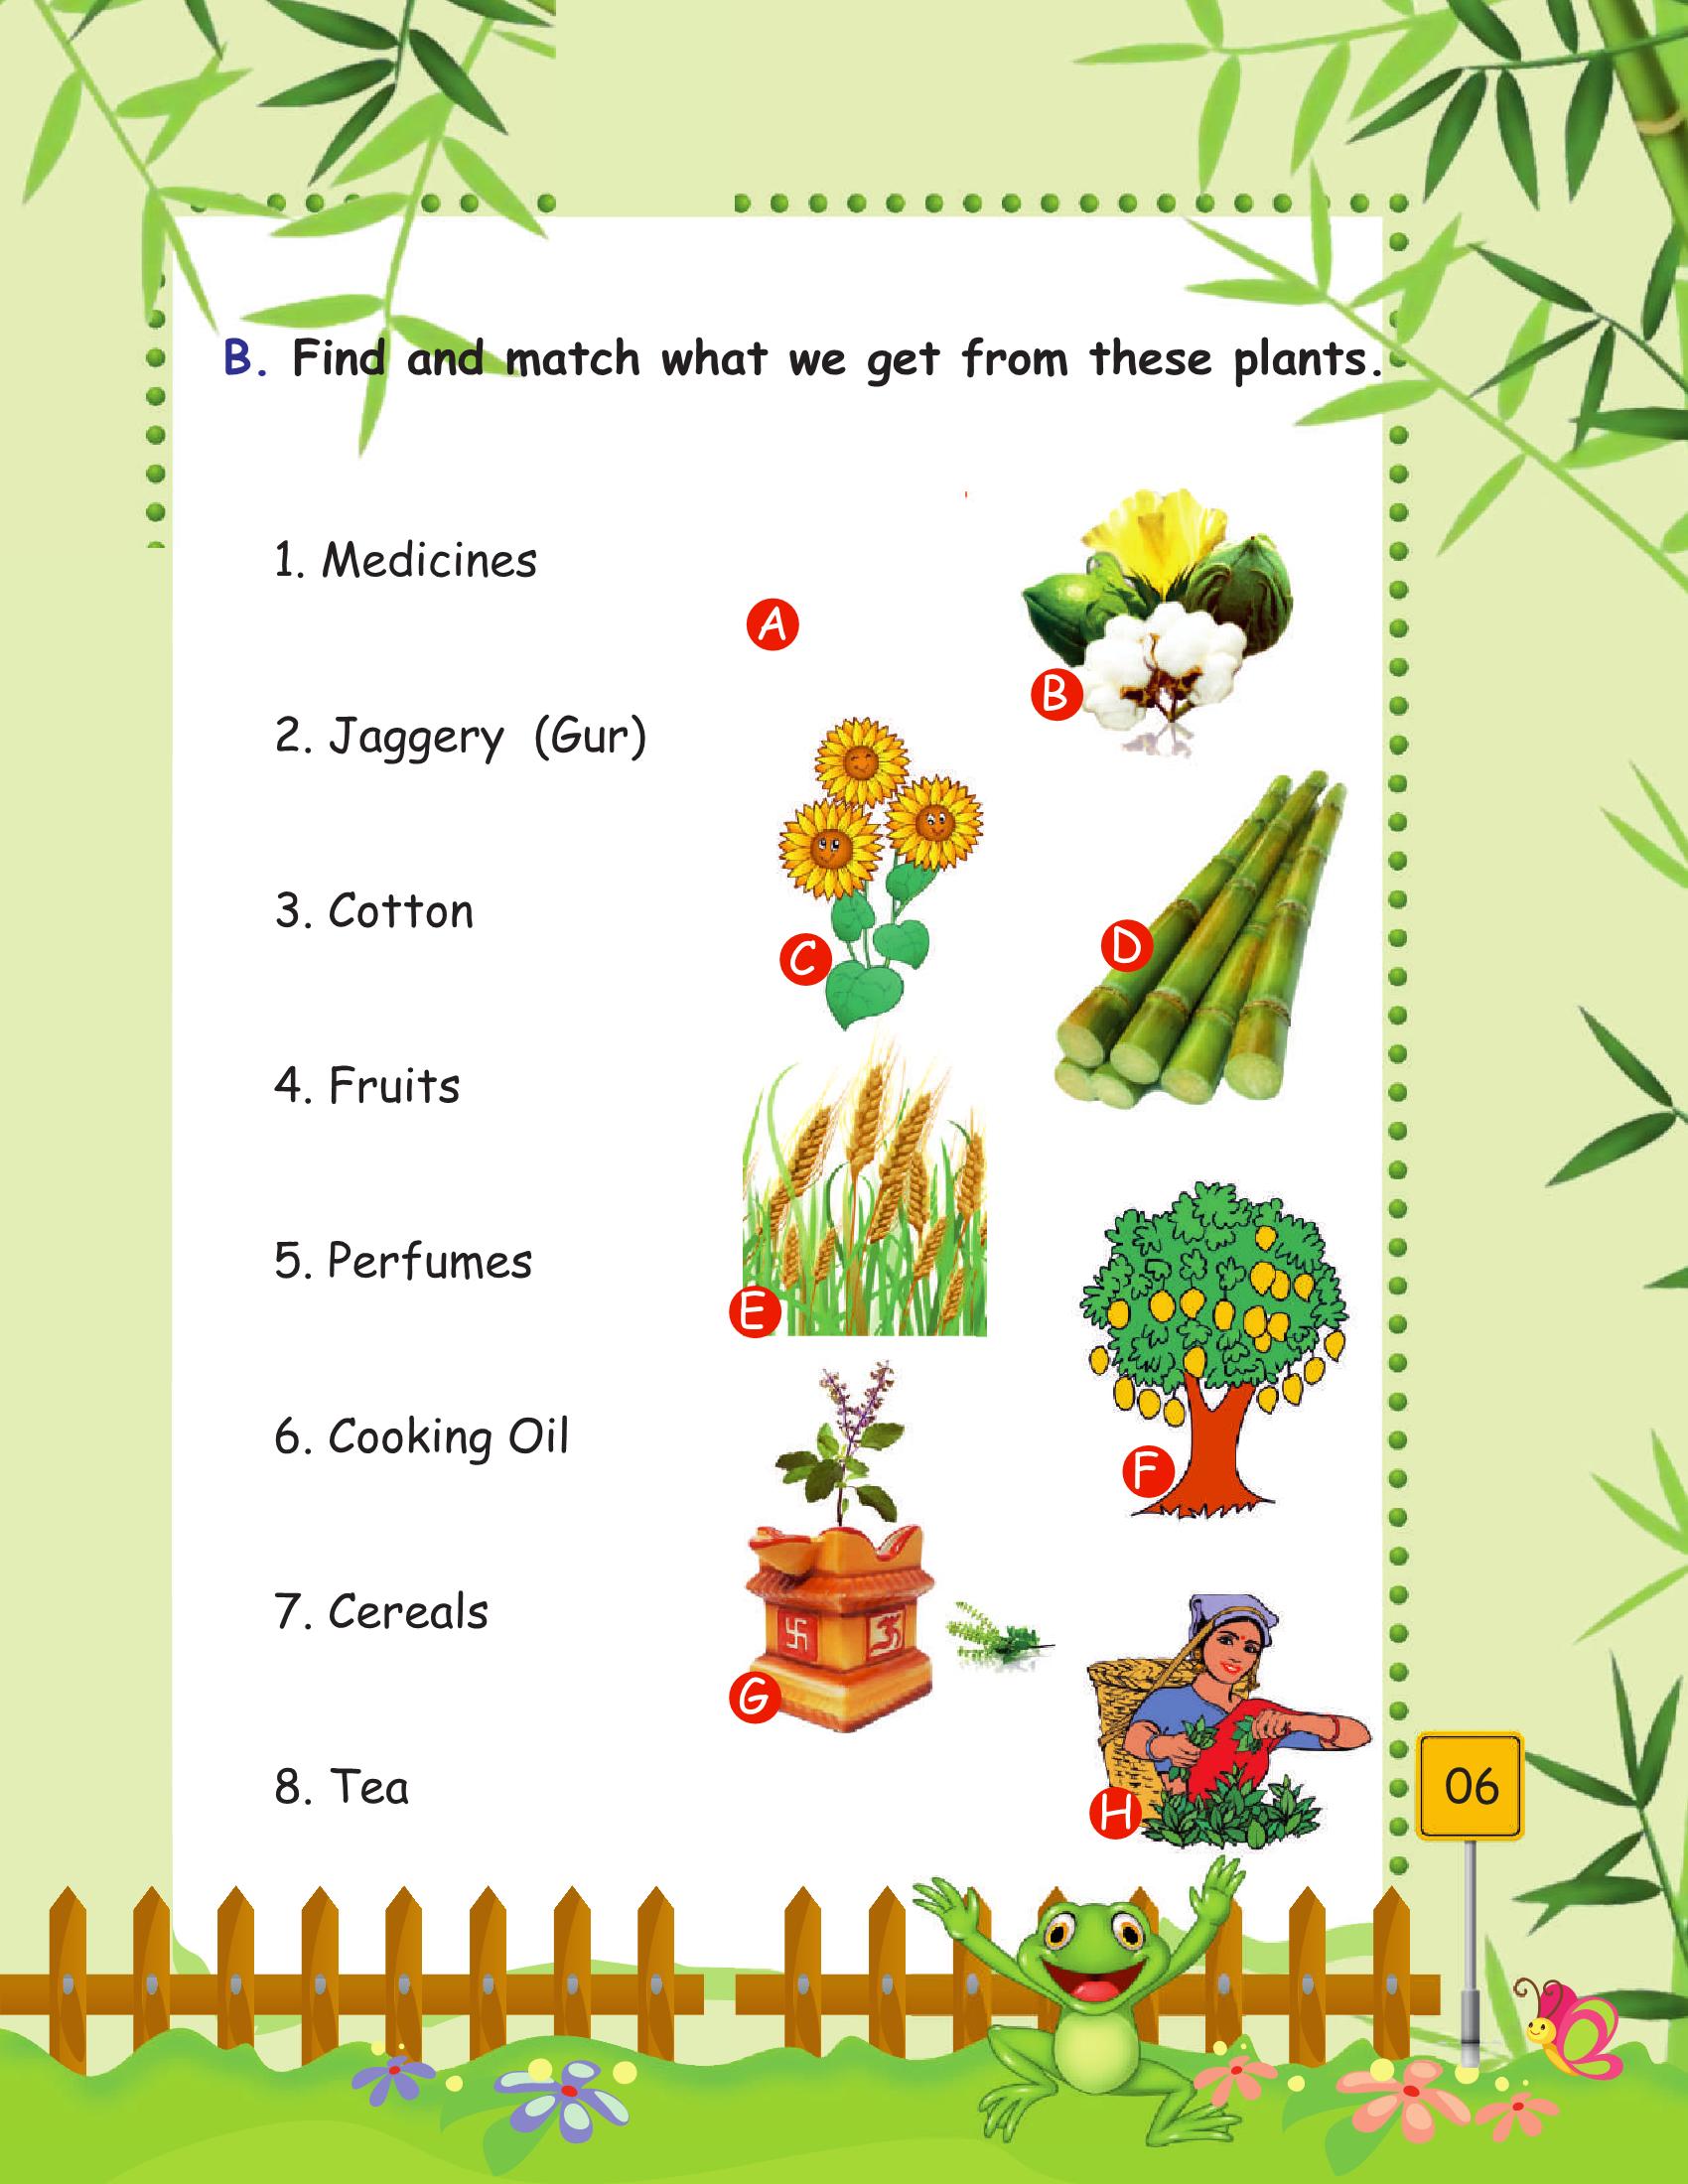 B. Find and match what we get from these plants.
1. Medicines
A
B
2. Jaggery (Gur)
3. Cotton
C
D
4. Fruits
5. Perfumes
E
6. Cooking Oil
F
7. Cereals
卐
ॐ
G
8. Tea
H
06